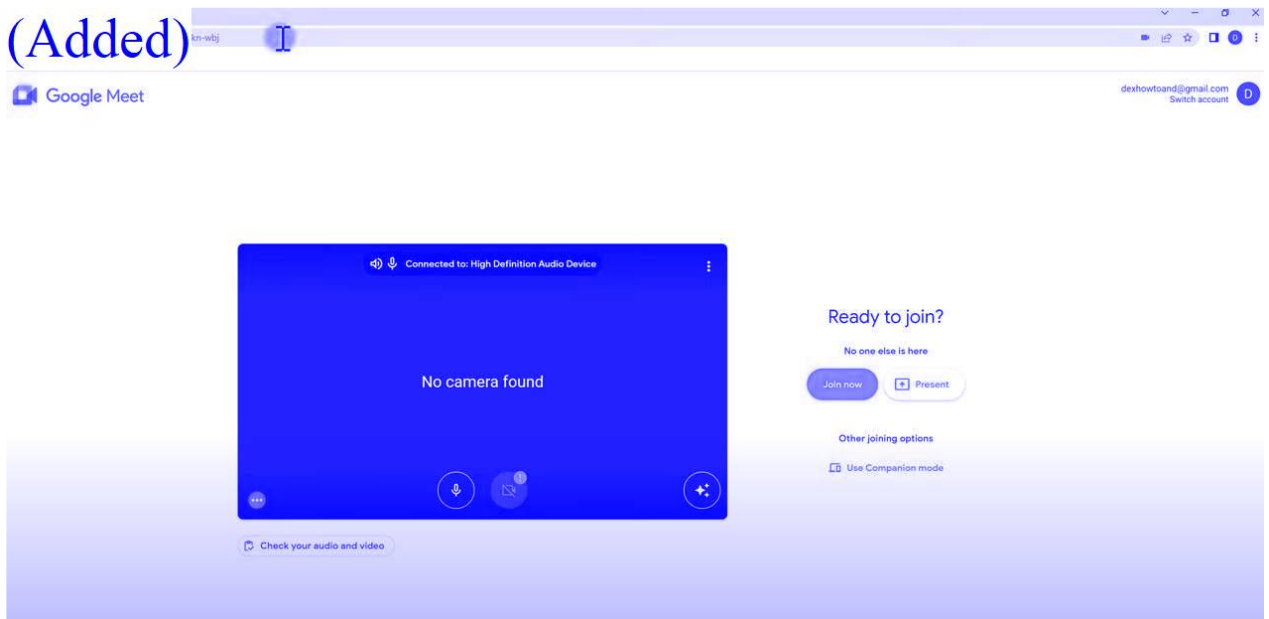 (Added)
kn-wbj
D
Google Meet
dexhowtoand@gmail.com
Switch account
D
Connected to: High Definition Audio Device
No camera found
Ready to join?
No one else is here
Join now
Present
Other joining options
Use Companion mode
Check your audio and video